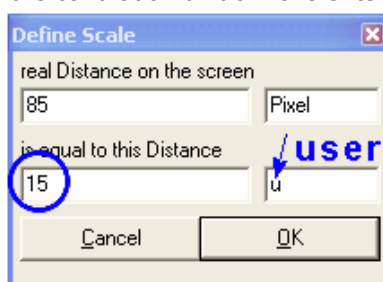 Define Scale
real Distance on the screen
85 Pixel
is equal to this Distance
user
15 u
Cancel OK